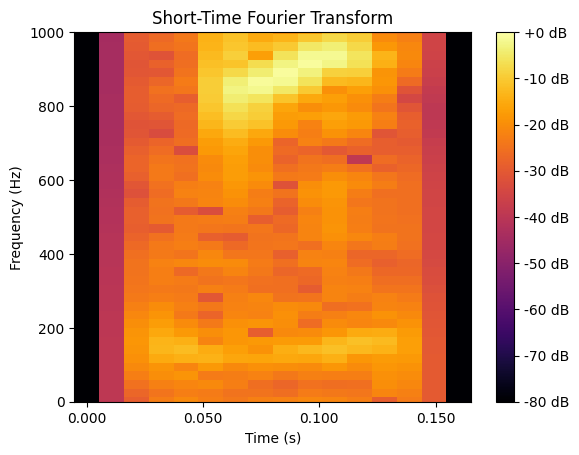 Short-Time Fourier Transform
Frequency (Hz)
1000
800
600
400
200
0
0.000
0.050
0.100
0.150
Time (s)
+0 dB
-10 dB
-20 dB
-30 dB
-40 dB
-50 dB
-60 dB
-70 dB
-80 dB